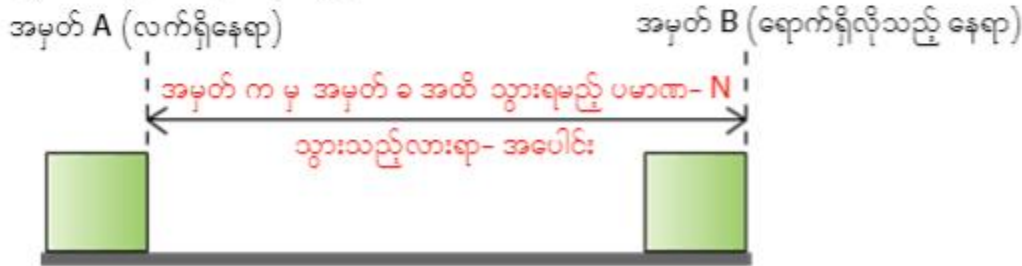 အမှတ် A (လက်ရှိနေရာ)
အမှတ် B (ရောက်ရှိလိုသည့် နေရာ)
အမှတ် က မှ အမှတ် ခ အထိ သွားရမည့် ပမာဏ- N
သွားသည့်လားရာ- အပေါင်း